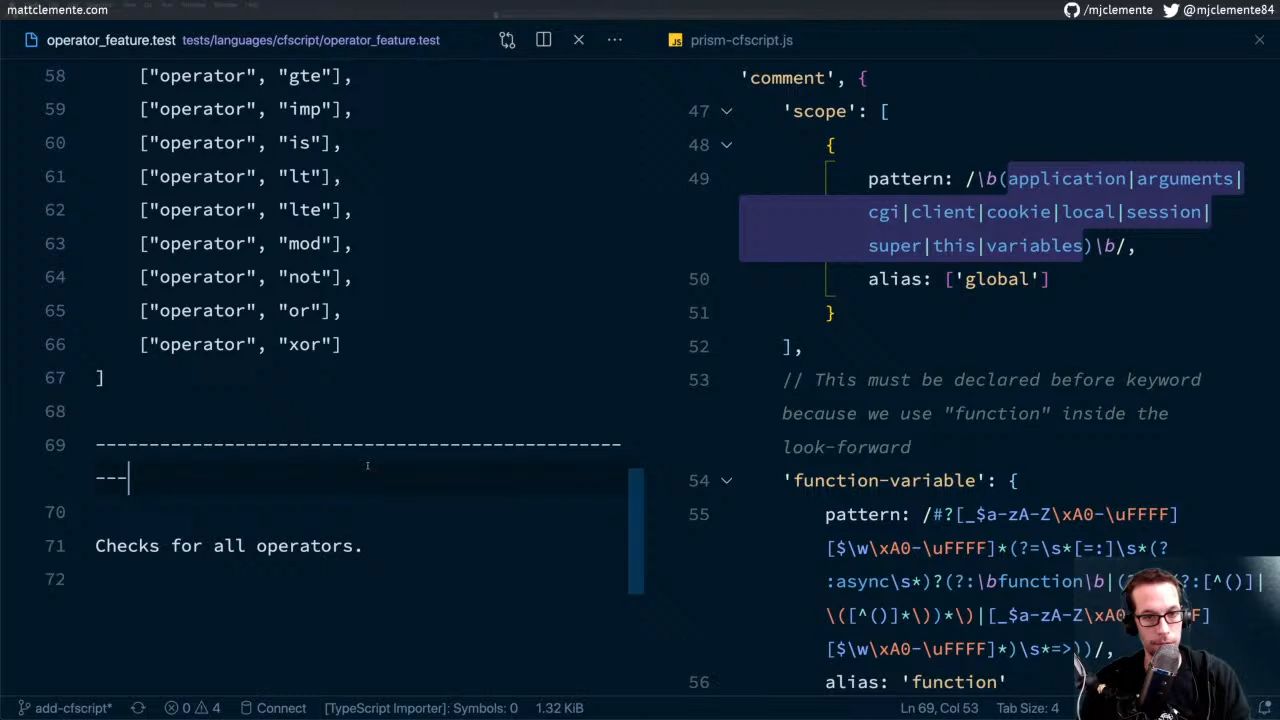 mattclemente.com
/mjclemente @mjclemente84
operator_feature.test tests/languages/cfscript/operator_feature.test
58 ["operator", "gte"],
59 ["operator", "imp"],
60 ["operator", "is"],
61 ["operator", "lt"],
62 ["operator", "lte"],
63 ["operator", "mod"],
64 ["operator", "not"],
65 ["operator", "or"],
66 ["operator", "xor"]
67 ]
68
69 -------------------------------------------------
---
70
71 Checks for all operators.
72
JS prism-cfscript.js
'comment', {
47 'scope': [
48 {
49 pattern: /\b(application|arguments|
cgi|client|cookie|local|session|
super|this|variables)\b/,
50 alias: ['global']
51 }
52 ],
53 // This must be declared before keyword
because we use "function" inside the
look-forward
54 'function-variable': {
55 pattern: /#?[_$a-zA-Z\xA0-\uFFFF]
[$\w\xA0-\uFFFF]*(?=\s*[=:]\s*(?
:async\s*)?(?:\bfunction\b|(?:\((?:[^()]|
\([^()]*\))*\)|[_$a-zA-Z\xA0-\uFFFF]
[$\w\xA0-\uFFFF]*)\s*=>))/,
56 alias: 'function'
add-cfscript* 0 4 Connect [TypeScript Importer]: Symbols: 0 1.32 KiB Ln 69, Col 53 Tab Size: 4